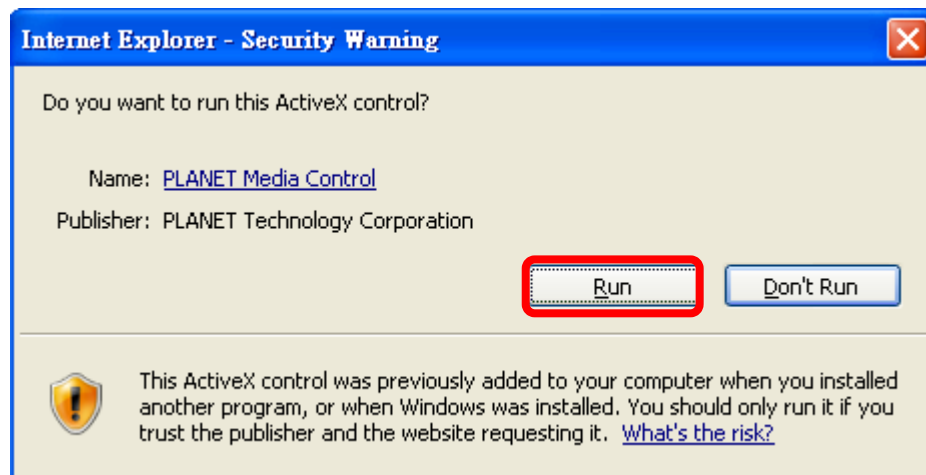 Internet Explorer - Security Warning
Do you want to run this ActiveX control?
Name: PLANET Media Control
Publisher: PLANET Technology Corporation
Run Don't Run
This ActiveX control was previously added to your computer when you installed
another program, or when Windows was installed. You should only run it if you
trust the publisher and the website requesting it. What's the risk?